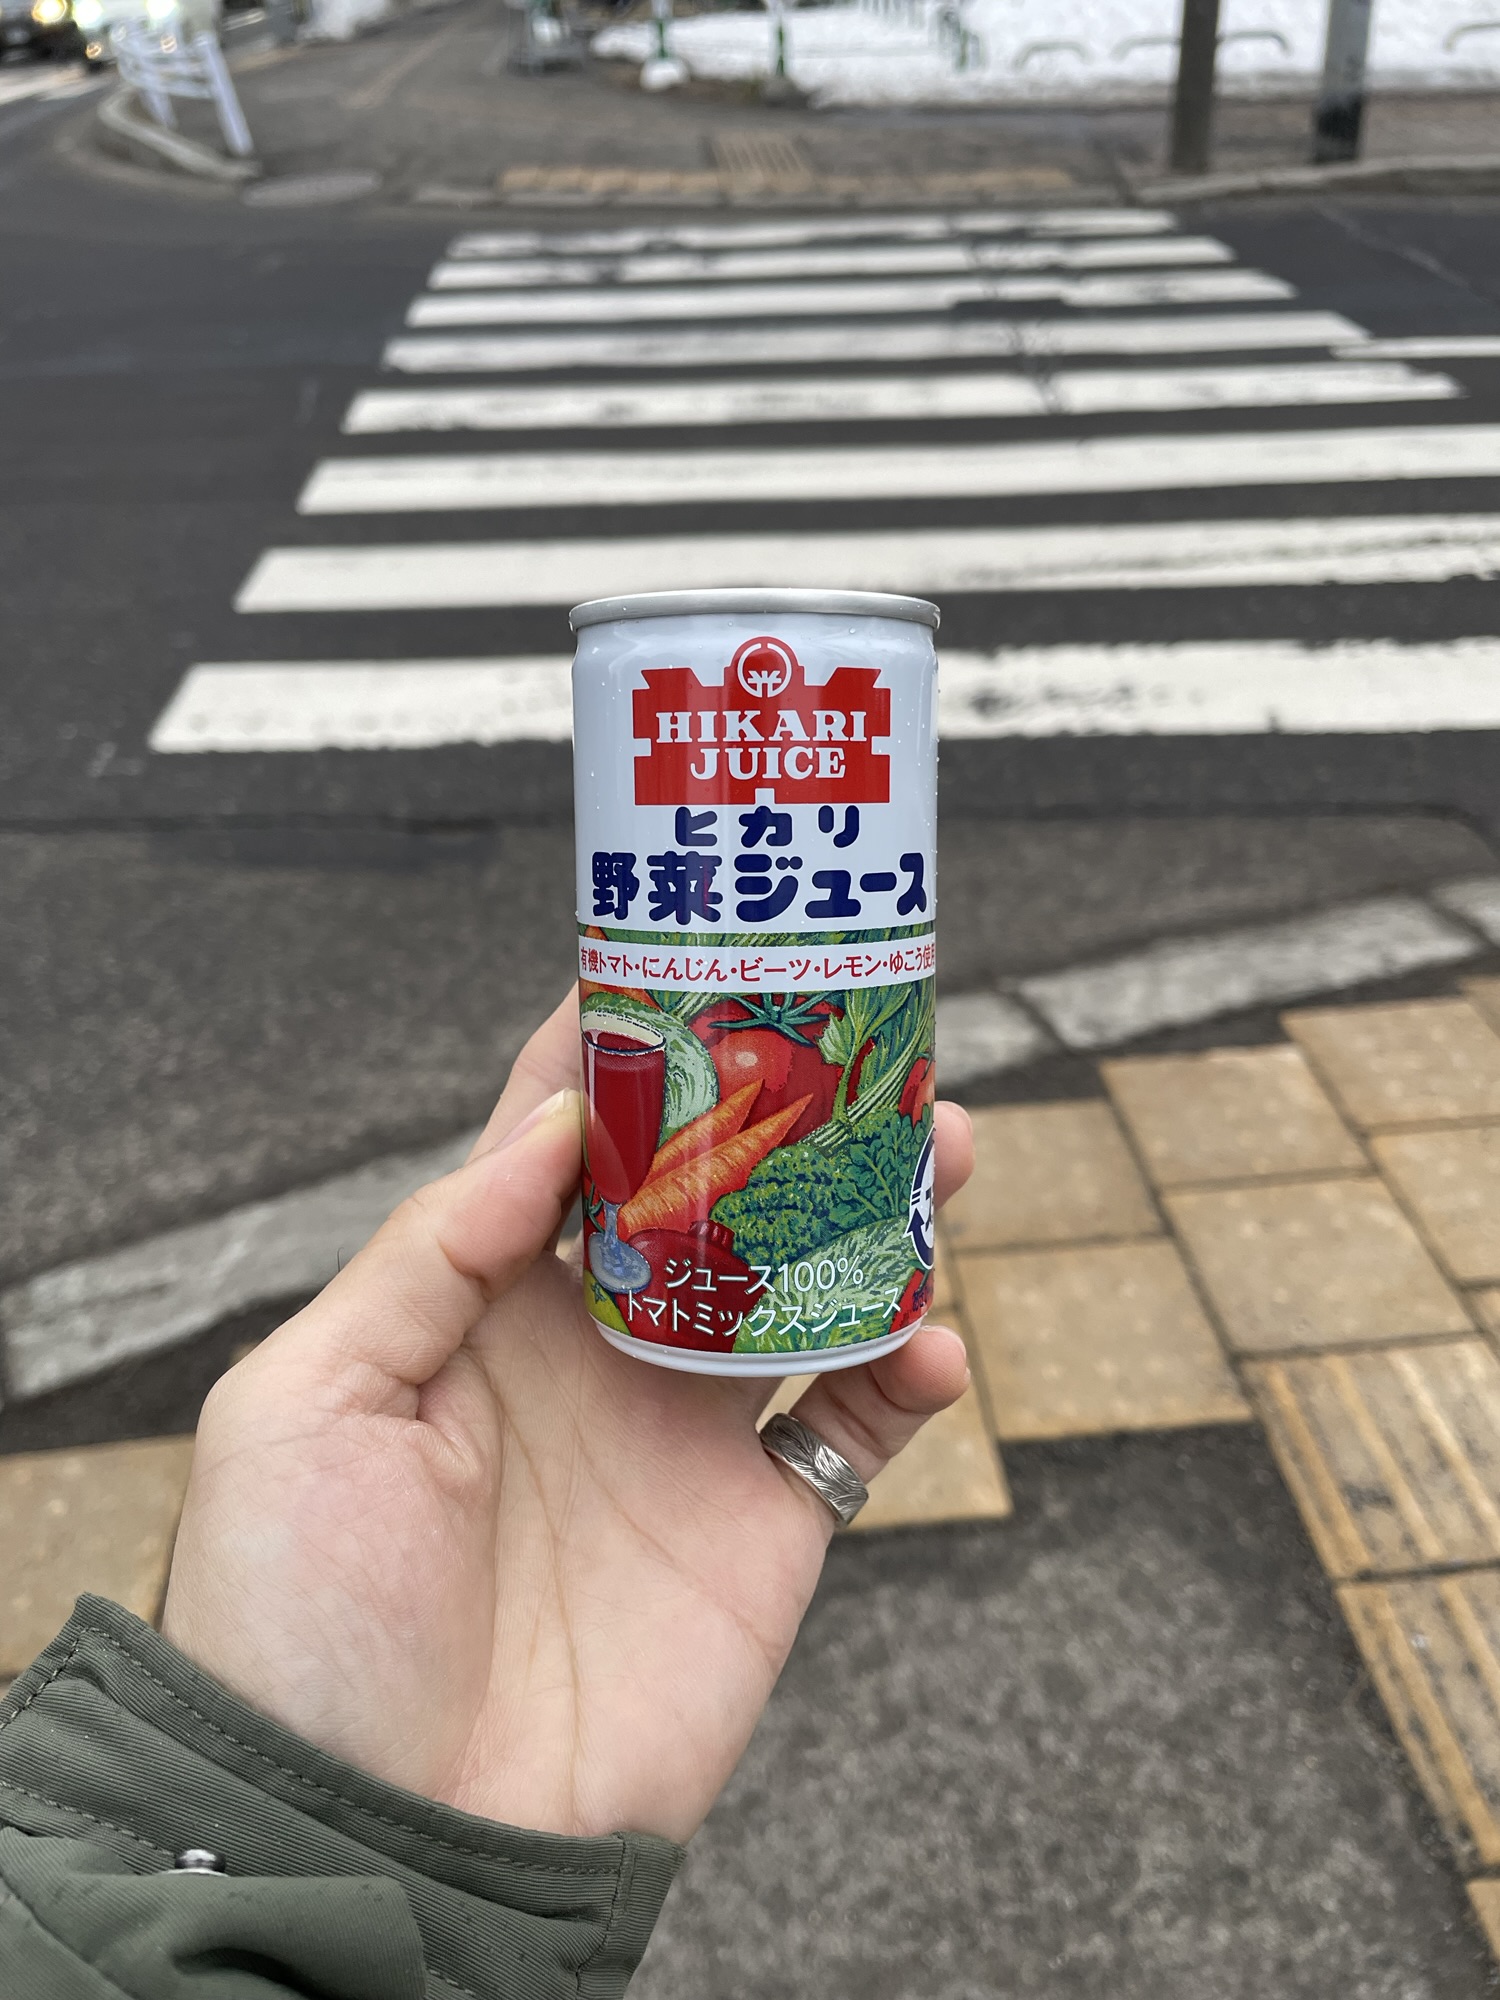 光
HIKARI
JUICE
ヒカリ
野菜ジュース
有機トマト・にんじん・ビーツ・レモン・ゆこう使用
ジュース100%
トマトミックスジュース